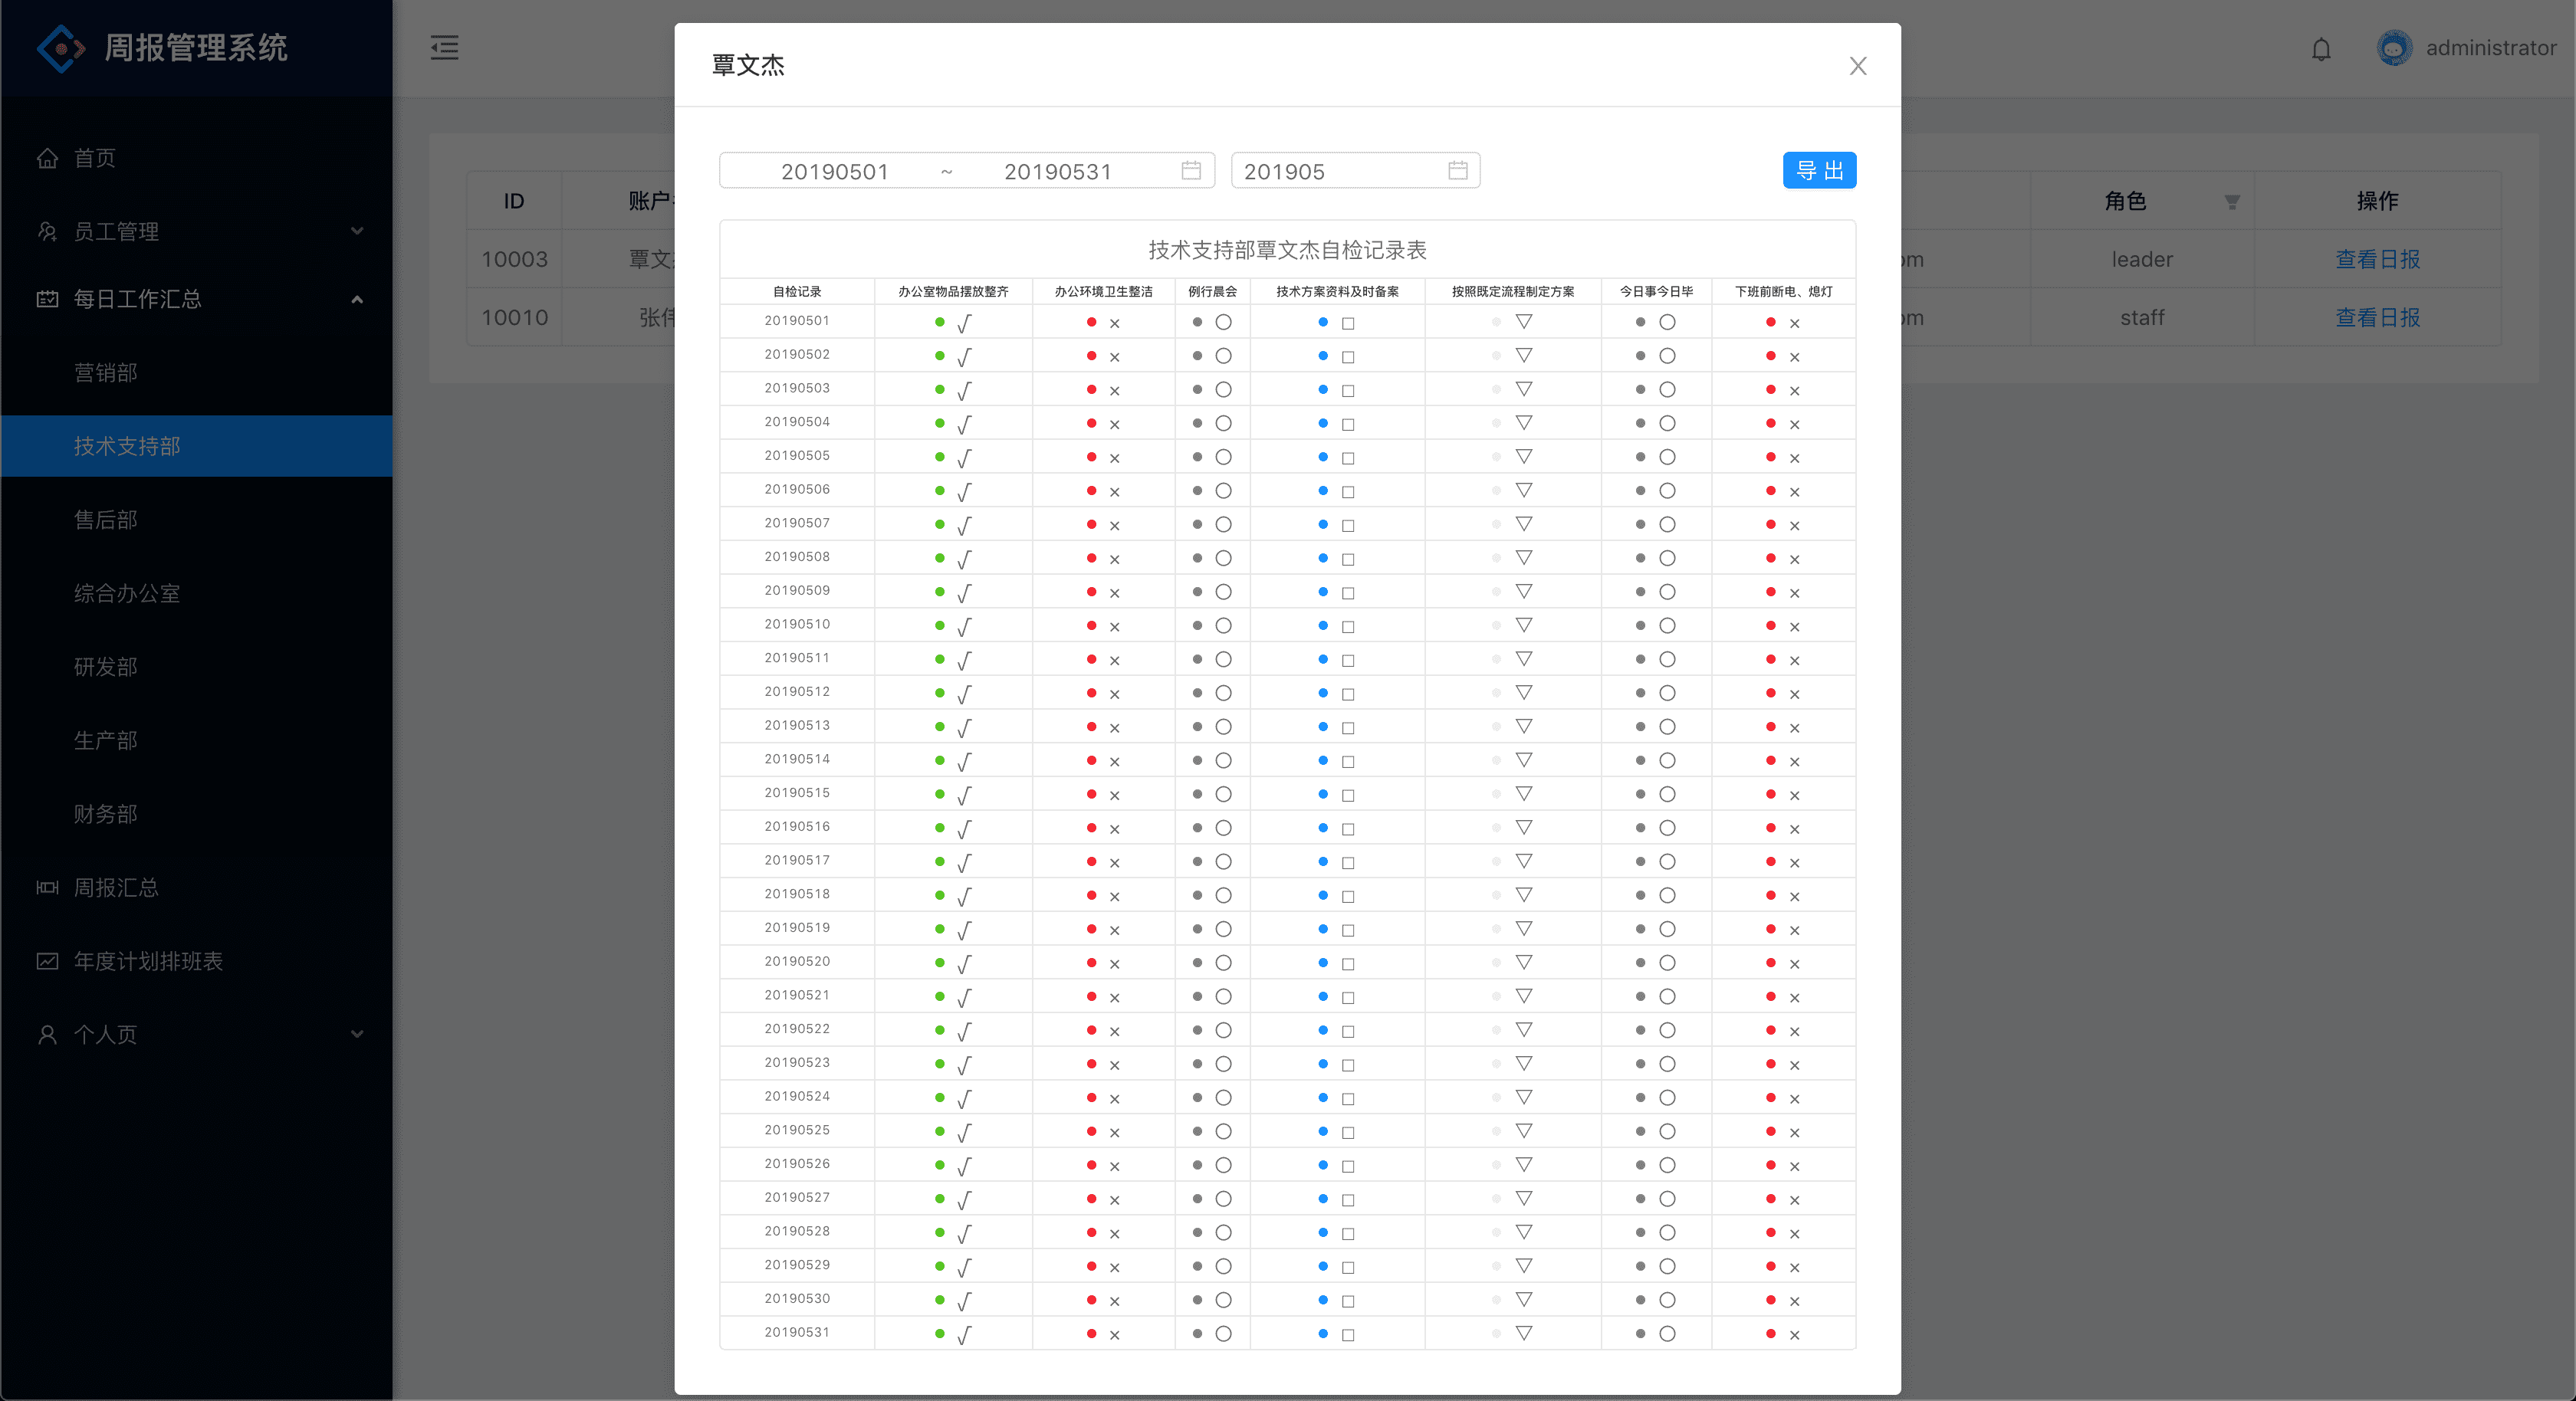 周报管理系统
administrator
首页
员工管理
每日工作汇总
营销部
技术支持部
售后部
综合办公室
研发部
生产部
财务部
周报汇总
年度计划排班表
个人页
ID 账户 角色 操作
10003 覃文 om leader 查看日报
10010 张伟 om staff 查看日报
覃文杰
20190501 ~ 20190531 201905 导 出
技术支持部覃文杰自检记录表
自检记录 办公室物品摆放整齐 办公环境卫生整洁 例行晨会 技术方案资料及时备案 按照既定流程制定方案 今日事今日毕 下班前断电、熄灯
20190501 √ × ○ □ ▽ ○ ×
20190502 √ × ○ □ ▽ ○ ×
20190503 √ × ○ □ ▽ ○ ×
20190504 √ × ○ □ ▽ ○ ×
20190505 √ × ○ □ ▽ ○ ×
20190506 √ × ○ □ ▽ ○ ×
20190507 √ × ○ □ ▽ ○ ×
20190508 √ × ○ □ ▽ ○ ×
20190509 √ × ○ □ ▽ ○ ×
20190510 √ × ○ □ ▽ ○ ×
20190511 √ × ○ □ ▽ ○ ×
20190512 √ × ○ □ ▽ ○ ×
20190513 √ × ○ □ ▽ ○ ×
20190514 √ × ○ □ ▽ ○ ×
20190515 √ × ○ □ ▽ ○ ×
20190516 √ × ○ □ ▽ ○ ×
20190517 √ × ○ □ ▽ ○ ×
20190518 √ × ○ □ ▽ ○ ×
20190519 √ × ○ □ ▽ ○ ×
20190520 √ × ○ □ ▽ ○ ×
20190521 √ × ○ □ ▽ ○ ×
20190522 √ × ○ □ ▽ ○ ×
20190523 √ × ○ □ ▽ ○ ×
20190524 √ × ○ □ ▽ ○ ×
20190525 √ × ○ □ ▽ ○ ×
20190526 √ × ○ □ ▽ ○ ×
20190527 √ × ○ □ ▽ ○ ×
20190528 √ × ○ □ ▽ ○ ×
20190529 √ × ○ □ ▽ ○ ×
20190530 √ × ○ □ ▽ ○ ×
20190531 √ × ○ □ ▽ ○ ×